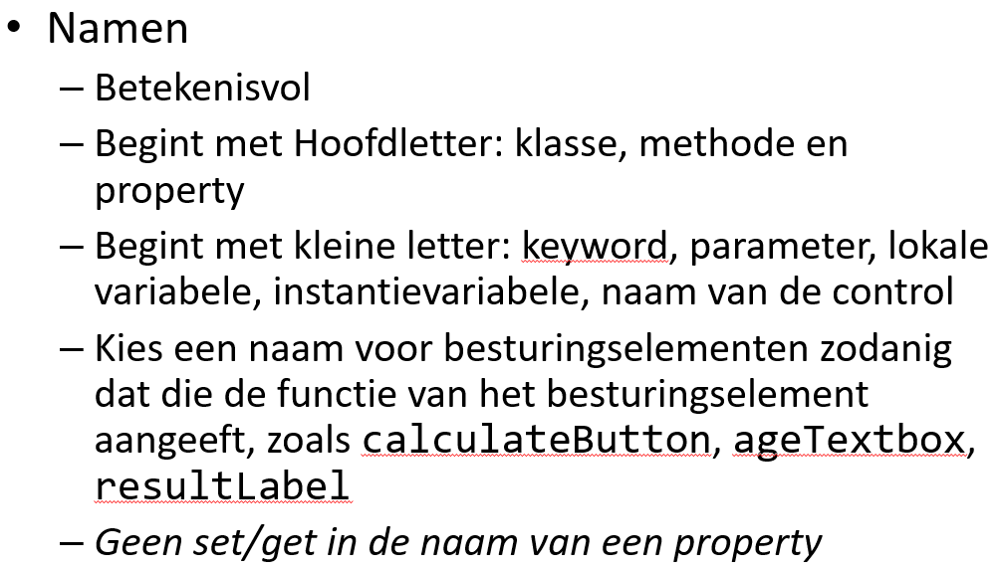 • Namen
– Betekenisvol
– Begint met Hoofdletter: klasse, methode en
property
– Begint met kleine letter: keyword, parameter, lokale
variabele, instantievariabele, naam van de control
– Kies een naam voor besturingselementen zodanig
dat die de functie van het besturingselement
aangeeft, zoals calculateButton, ageTextbox,
resultLabel
– Geen set/get in de naam van een property